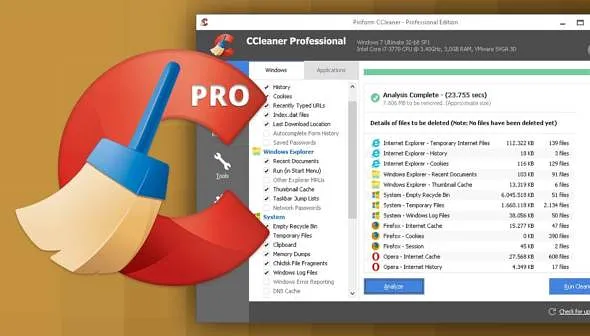 Piriform CCleaner - Professional Edition
CCleaner Professional
Windows 7 Ultimate 32-bit SP1
Intel Core i7-3770 CPU @ 3.40GHz, 3,0GB RAM, VMware SVGA 3D
PRO
Tools
Windows
Applications
History
Cookies
Recently Typed URLs
Index.dat files
Last Download Location
Autocomplete Form History
Saved Passwords
Windows Explorer
Recent Documents
Run (in Start Menu)
Other Explorer MRUs
Thumbnail Cache
Taskbar Jump Lists
Network Passwords
System
Empty Recycle Bin
Temporary Files
Clipboard
Memory Dumps
Chkdsk File Fragments
Windows Log Files
Windows Error Reporting
DNS Cache
Analysis Complete - (23.755 secs)
7.806 MB to be removed. (Approximate size)
Details of files to be deleted (Note: No files have been deleted yet)
Internet Explorer - Temporary Internet Files 112.322 KB 139 files
Internet Explorer - History 18 KB 3 files
Internet Explorer - Cookies 116 KB 129 files
Windows Explorer - Recent Documents 103 KB 91 files
Windows Explorer - Thumbnail Cache 13.319 KB 6 files
System - Empty Recycle Bin 6.045.518 KB 51 files
System - Temporary Files 1.668.118 KB 2.134 files
System - Windows Log Files 38.056 KB 50 files
Firefox - Internet Cache 15.277 KB 47 files
Firefox - Cookies 0 KB 390 files
Firefox - Session 45 KB 2 files
Opera - Internet Cache 27.568 KB 608 files
Opera - Internet History 4.349 KB 17 files
Analyze
Run Clean
Check for up